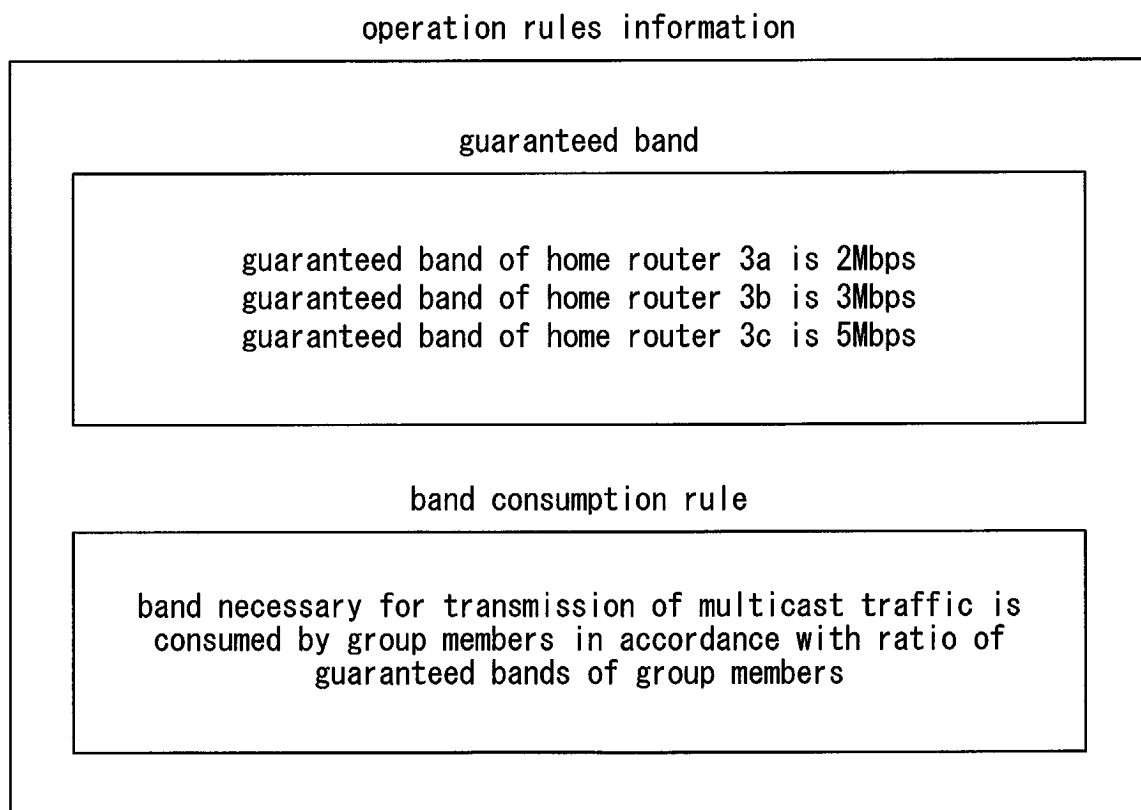 operation rules information
guaranteed band
guaranteed band of home router 3a is 2Mbps
guaranteed band of home router 3b is 3Mbps
guaranteed band of home router 3c is 5Mbps
band consumption rule
band necessary for transmission of multicast traffic is
consumed by group members in accordance with ratio of
guaranteed bands of group members